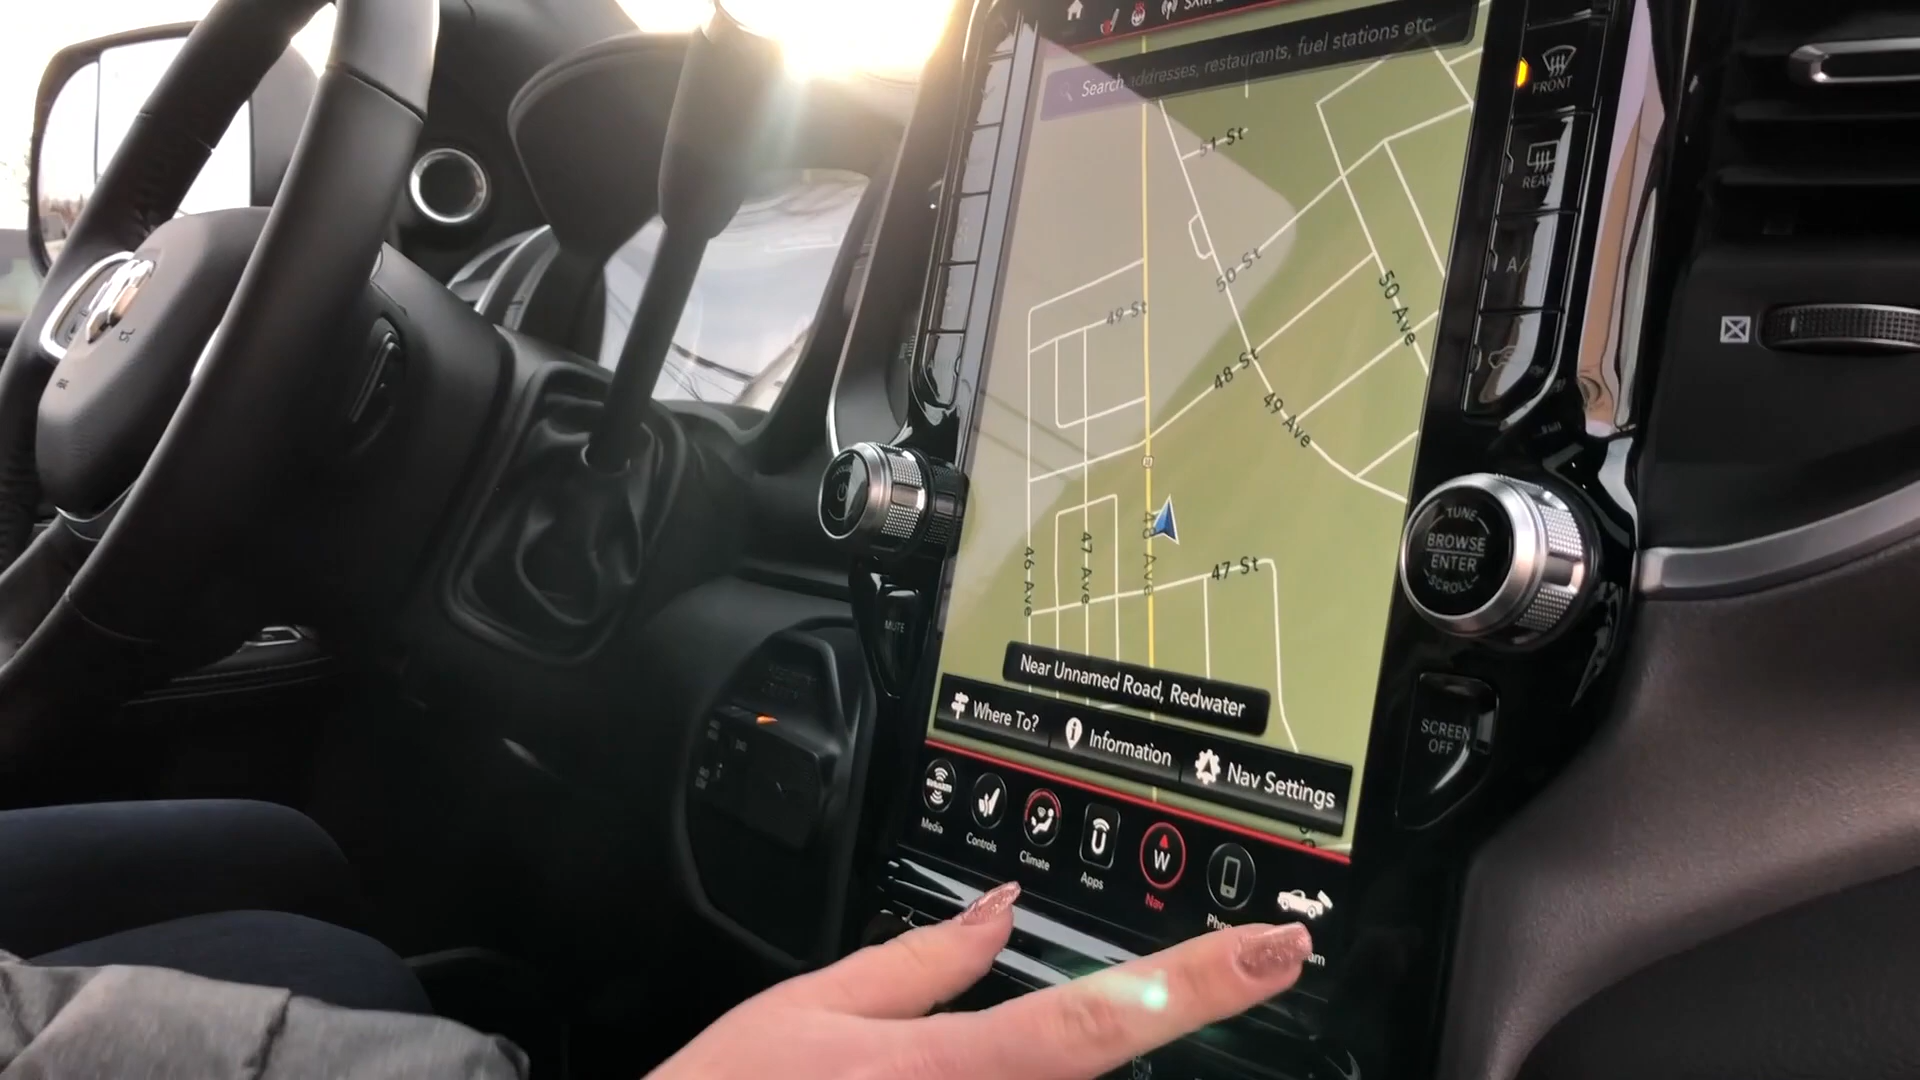 Search addresses, restaurants, fuel stations etc.
51 St
50 St
50 Ave
49 St
48 St
49 Ave
46 Ave
47 Ave
48 Ave
47 St
Near Unnamed Road, Redwater
Where To?
Information
Nav Settings
Media
Controls
Climate
Apps
W
Nav
FRONT
REAR
A/
TUNE
BROWSE
ENTER
SCROLL
SCREEN
OFF
MUTE